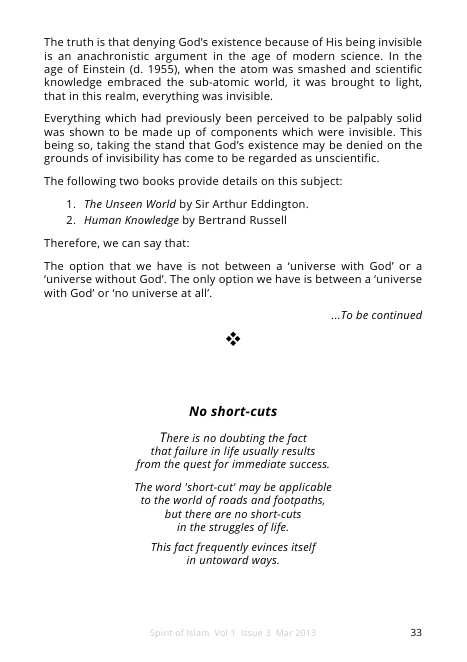 The truth is that denying God's existence because of His being invisible
is an anachronistic argument in the age of modern science. In the
age of Einstein (d. 1955), when the atom was smashed and scientific
knowledge embraced the sub-atomic world, it was brought to light,
that in this realm, everything was invisible.
Everything which had previously been perceived to be palpably solid
was shown to be made up of components which were invisible. This
being so, taking the stand that God's existence may be denied on the
grounds of invisibility has come to be regarded as unscientific.
The following two books provide details on this subject:
1. The Unseen World by Sir Arthur Eddington.
2. Human Knowledge by Bertrand Russell
Therefore, we can say that:
The option that we have is not between a ‘universe with God’ or a
‘universe without God’. The only option we have is between a ‘universe
with God’ or ‘no universe at all’.
...To be continued
No short-cuts
There is no doubting the fact
that failure in life usually results
from the quest for immediate success.
The word 'short-cut' may be applicable
to the world of roads and footpaths,
but there are no short-cuts
in the struggles of life.
This fact frequently evinces itself
in untoward ways.
Spirit of Islam Vol 1 Issue 3 Mar 2013 33